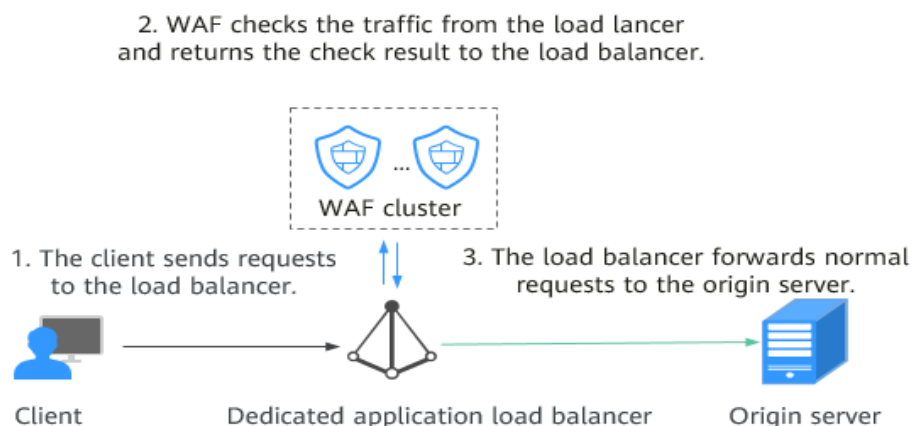 2. WAF checks the traffic from the load lancer
and returns the check result to the load balancer.
...
WAF cluster
1. The client sends requests
to the load balancer.
3. The load balancer forwards normal
requests to the origin server.
Client
Dedicated application load balancer
Origin server